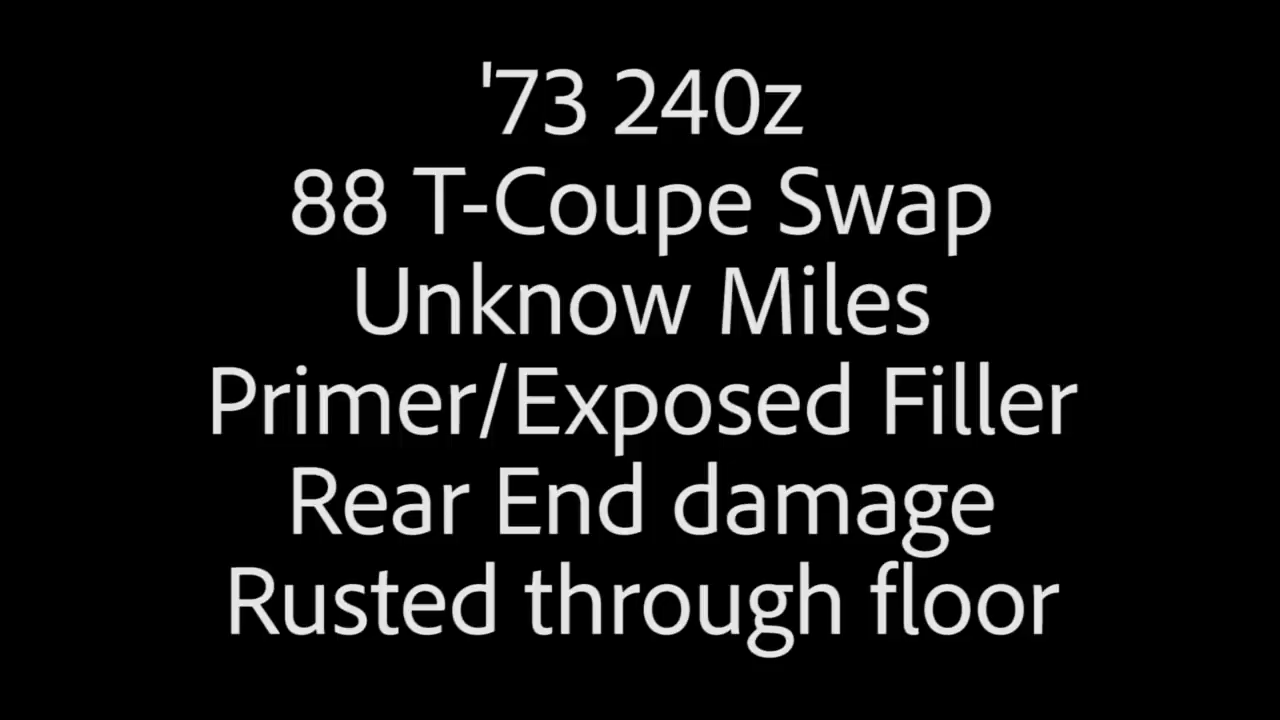 '73 240z
88 T-Coupe Swap
Unknow Miles
Primer/Exposed Filler
Rear End damage
Rusted through floor